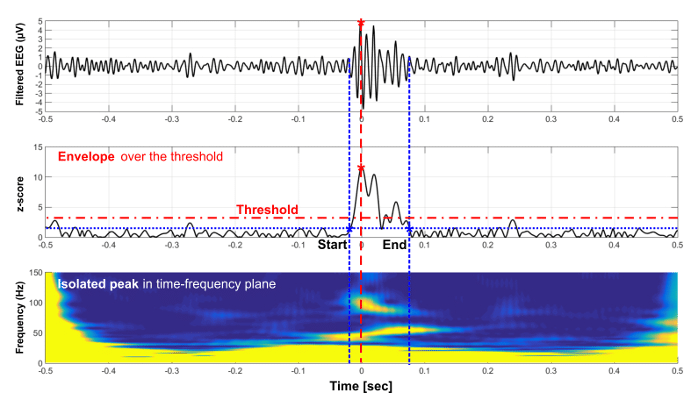 Filtered EEG (µV)
5
4
3
2
1
0
-1
-2
-3
-4
-5
-0.5 -0.4 -0.3 -0.2 -0.1 0 0.1 0.2 0.3 0.4 0.5
Envelope over the threshold
z-score
15
10
5
0
Threshold
Start End
-0.5 -0.4 -0.3 -0.2 -0.1 0 0.1 0.2 0.3 0.4 0.5
Isolated peak in time-frequency plane
Frequency (Hz)
150
100
50
0
-0.5 -0.4 -0.3 -0.2 -0.1 0 0.1 0.2 0.3 0.4 0.5
Time [sec]